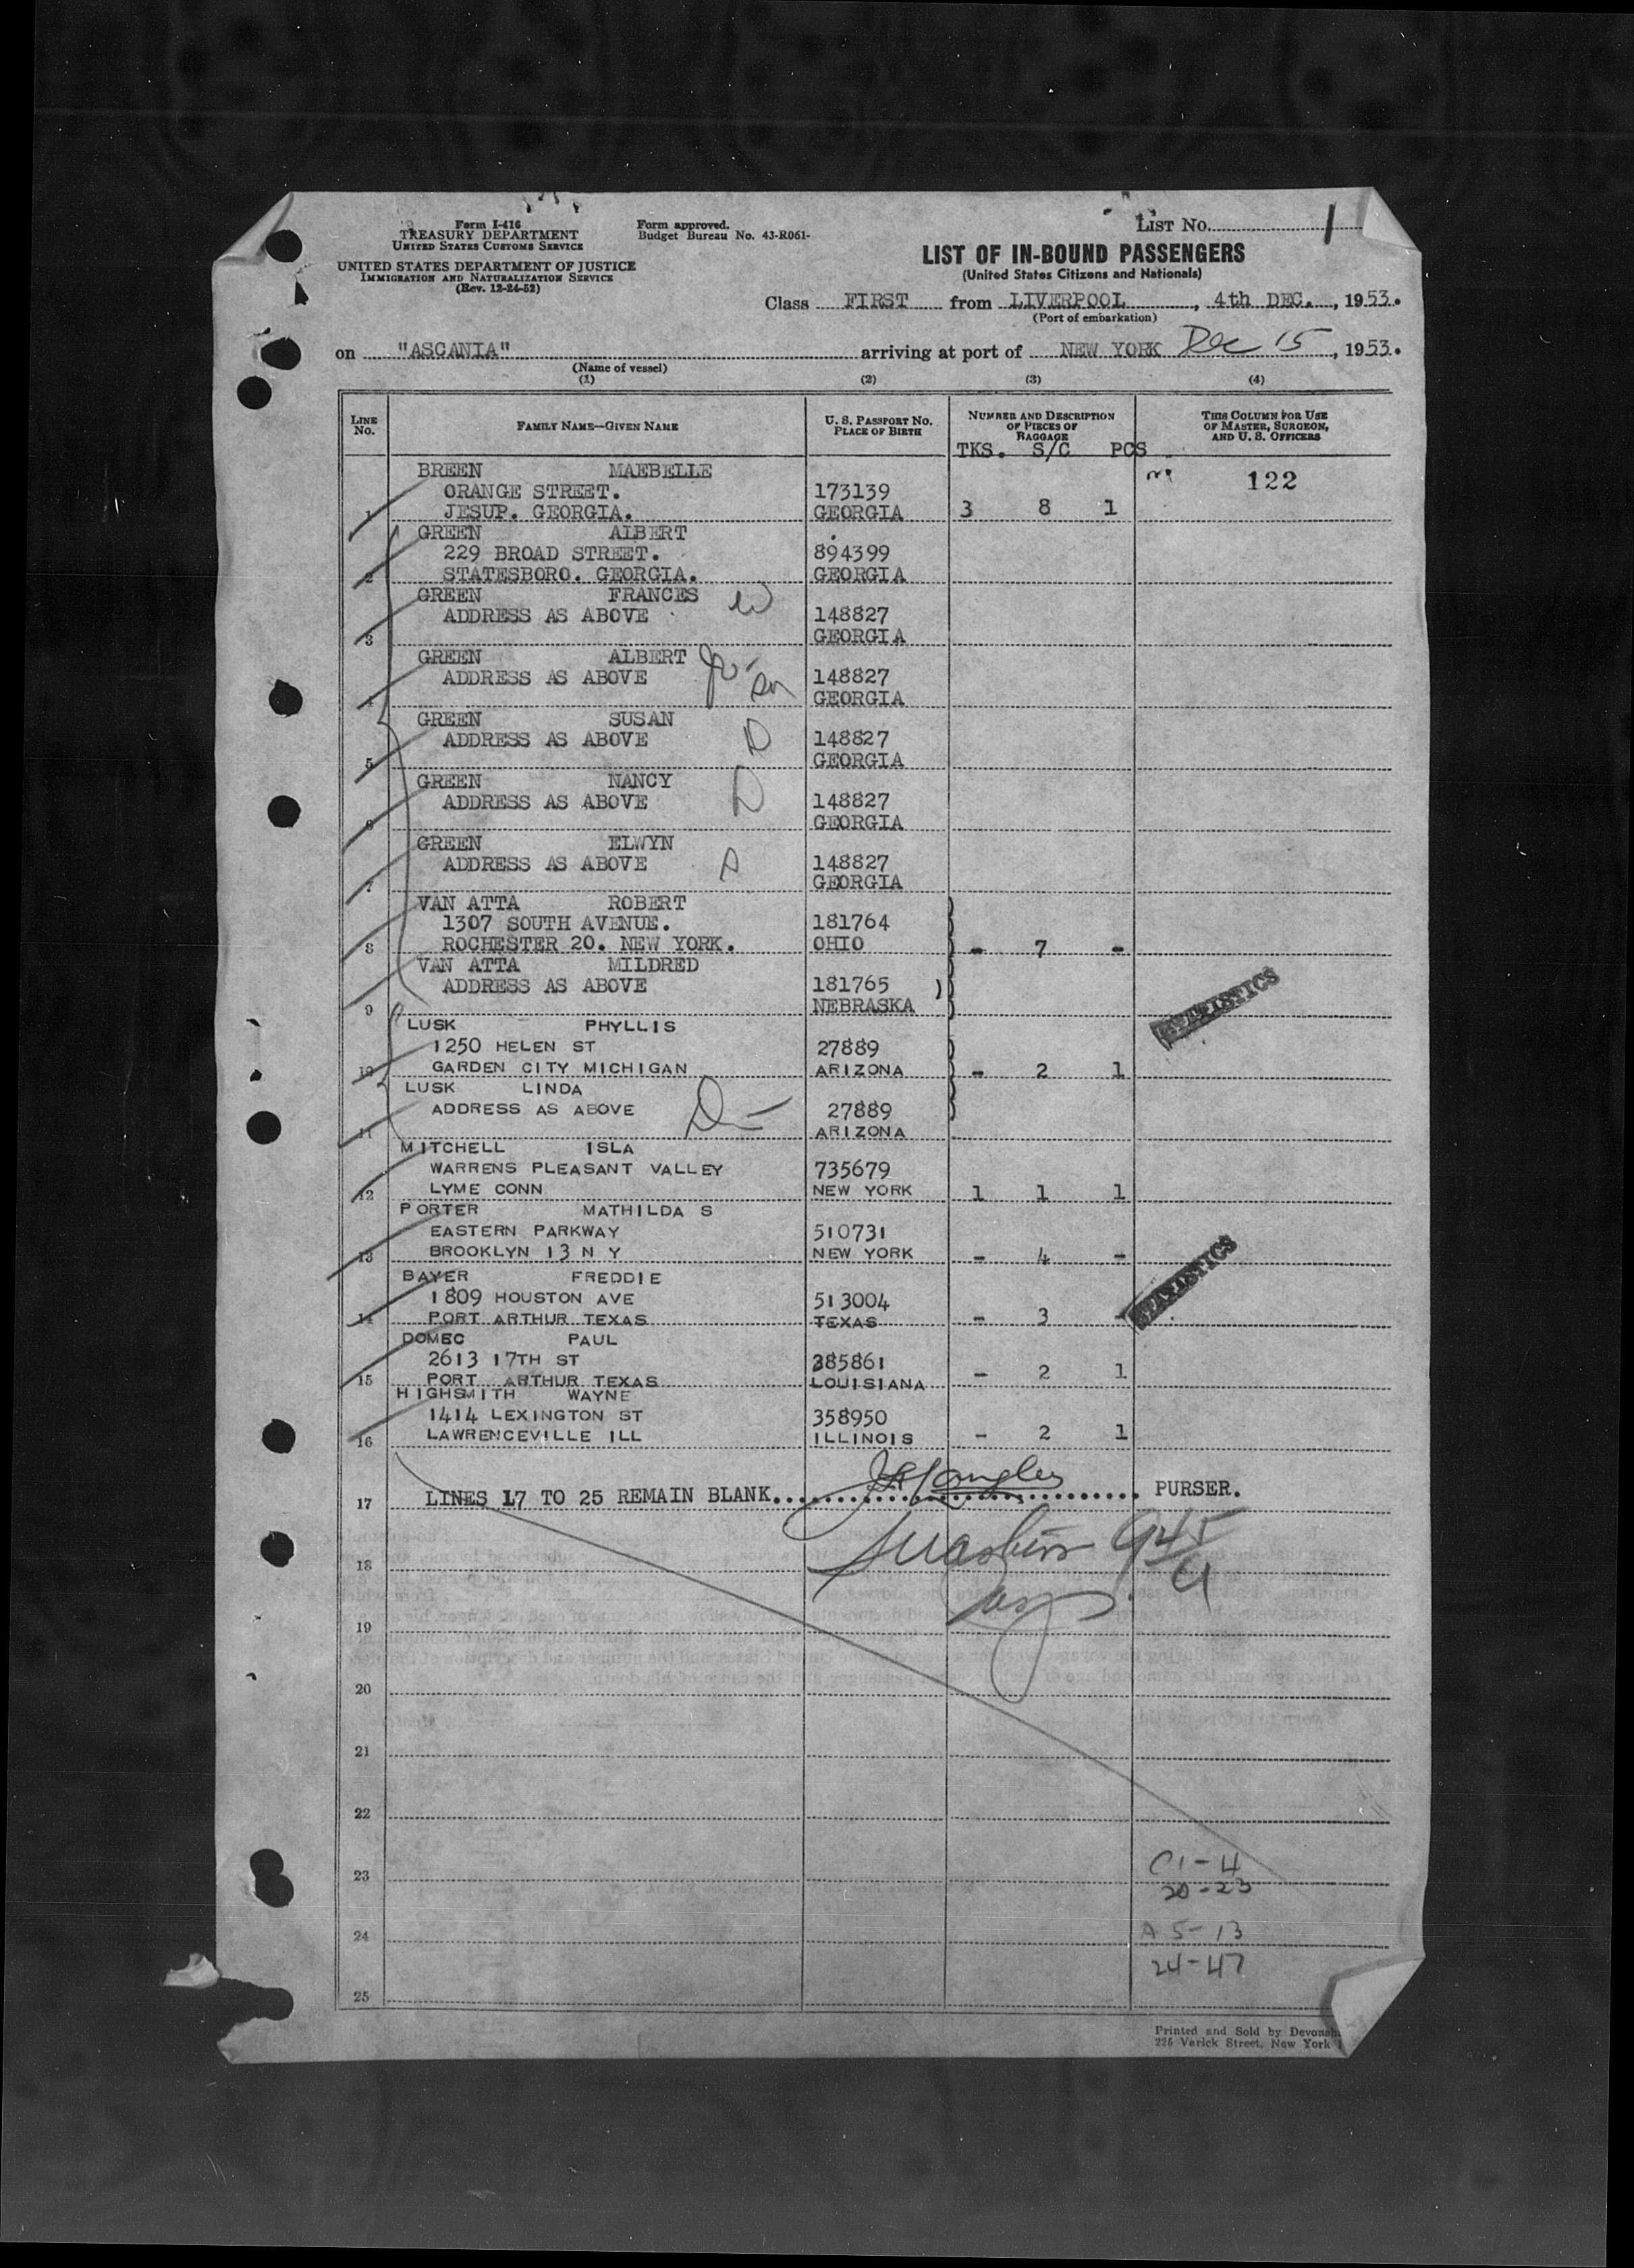 Form I-416
TREASURY DEPARTMENT
UNITED STATES CUSTOMS SERVICE
UNITED STATES DEPARTMENT OF JUSTICE
IMMIGRATION AND NATURALIZATION SERVICE
(Rev. 12-24-52)
Form approved.
Budget Bureau No. 43-R061-
LIST No. 1
LIST OF IN-BOUND PASSENGERS
(United States Citizens and Nationals)
Class FIRST from LIVERPOOL, 4th DEC., 1953.
(Port of embarkation)
on "ASCANIA" arriving at port of NEW YORK Dec 15, 1953.
(Name of vessel)
(1) (2) (3) (4)
LINE No. FAMILY NAME—GIVEN NAME U. S. PASSPORT No. PLACE OF BIRTH NUMBER AND DESCRIPTION OF PIECES OF BAGGAGE THIS COLUMN FOR USE OF MASTER, SURGEON, AND U. S. OFFICERS
TKS. S/C PCS
BREEN MAEBELLE 122
ORANGE STREET. 173139
1 JESUP. GEORGIA. GEORGIA 3 8 1
GREEN ALBERT
229 BROAD STREET. 894399
2 STATESBORO. GEORGIA. GEORGIA
GREEN FRANCES W
ADDRESS AS ABOVE 148827
3 GEORGIA
GREEN ALBERT Jr-
ADDRESS AS ABOVE son 148827
4 GEORGIA
GREEN SUSAN
ADDRESS AS ABOVE D 148827
5 GEORGIA
GREEN NANCY
ADDRESS AS ABOVE D 148827
6 GEORGIA
GREEN ELWYN
ADDRESS AS ABOVE D 148827
7 GEORGIA
VAN ATTA ROBERT
1307 SOUTH AVENUE. 181764
8 ROCHESTER 20. NEW YORK. OHIO - 7 -
VAN ATTA MILDRED
ADDRESS AS ABOVE 181765 )
9 NEBRASKA
STATISTICS
LUSK PHYLLIS
1250 HELEN ST 27889
10 GARDEN CITY MICHIGAN ARIZONA - 2 1
LUSK LINDA
ADDRESS AS ABOVE D- 27889
11 ARIZONA
MITCHELL ISLA
WARRENS PLEASANT VALLEY 735679
12 LYME CONN NEW YORK 1 1 1
PORTER MATHILDA S
EASTERN PARKWAY 510731
13 BROOKLYN 13 N Y NEW YORK - 4 -
STATISTICS
BAYER FREDDIE
1809 HOUSTON AVE 513004
14 PORT ARTHUR TEXAS TEXAS - 3 -
DOMEC PAUL
2613 17TH ST 385861
15 PORT ARTHUR TEXAS LOUISIANA - 2 1
HIGHSMITH WAYNE
1414 LEXINGTON ST 358950
16 LAWRENCEVILLE ILL ILLINOIS - 2 1
17 LINES 17 TO 25 REMAIN BLANK. PURSER.
18
19
20
21
22
23
C1-4
20-23
24
A 5-13
24-47
25
Printed and Sold by
225 Varick Street, New York